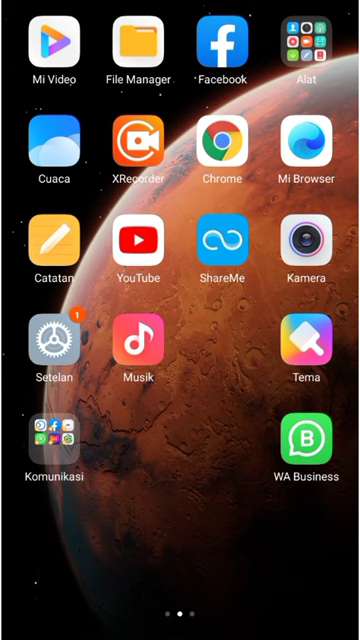 Mi Video
File Manager
Facebook
Alat
Cuaca
XRecorder
Chrome
Mi Browser
Catatan
YouTube
ShareMe
Kamera
1
Setelan
Musik
Tema
Komunikasi
WA Business